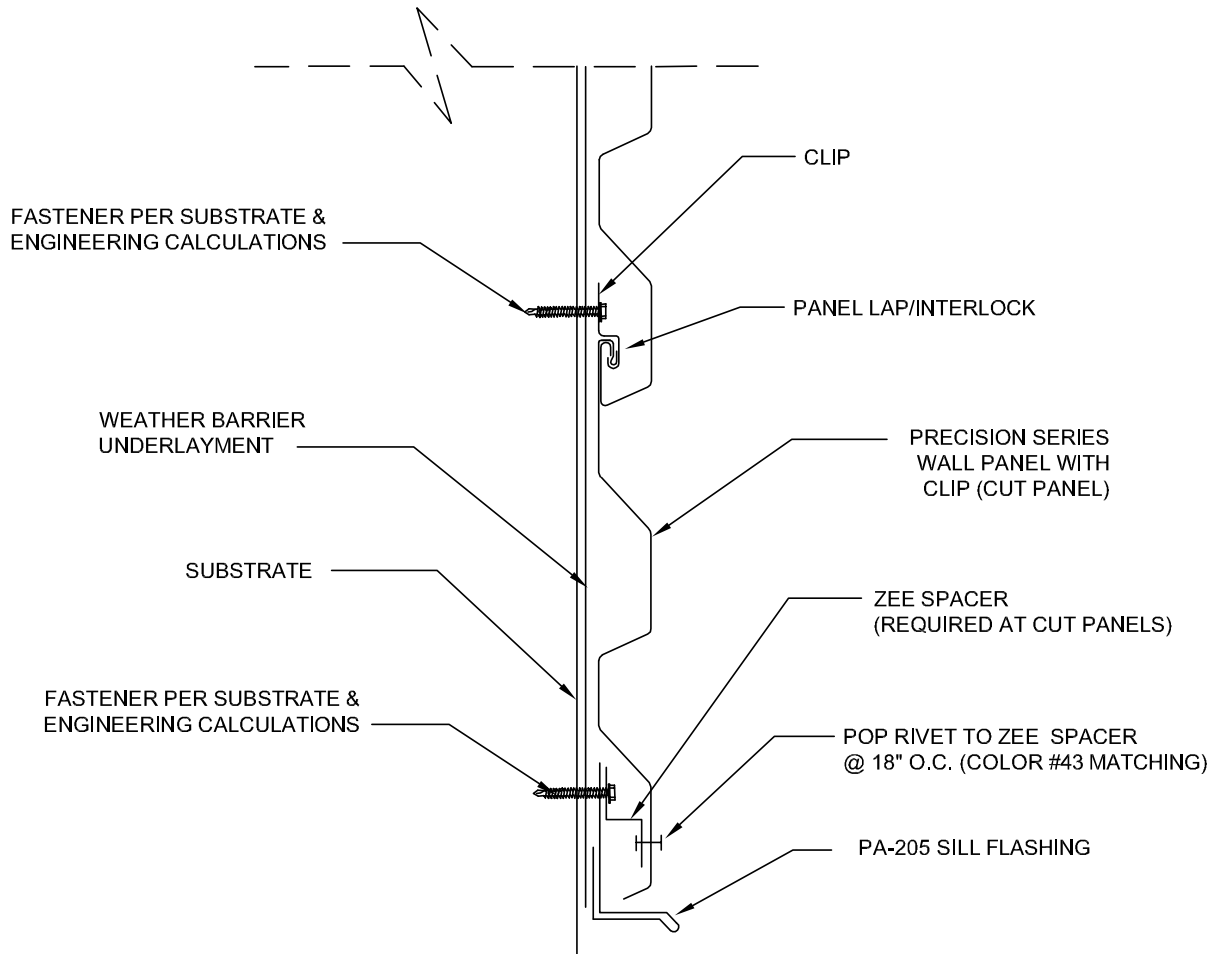 CLIP
FASTENER PER SUBSTRATE &
ENGINEERING CALCULATIONS
PANEL LAP/INTERLOCK
WEATHER BARRIER
UNDERLAYMENT
PRECISION SERIES
WALL PANEL WITH
CLIP (CUT PANEL)
SUBSTRATE
ZEE SPACER
(REQUIRED AT CUT PANELS)
FASTENER PER SUBSTRATE &
ENGINEERING CALCULATIONS
POP RIVET TO ZEE SPACER
@ 18" O.C. (COLOR #43 MATCHING)
PA-205 SILL FLASHING